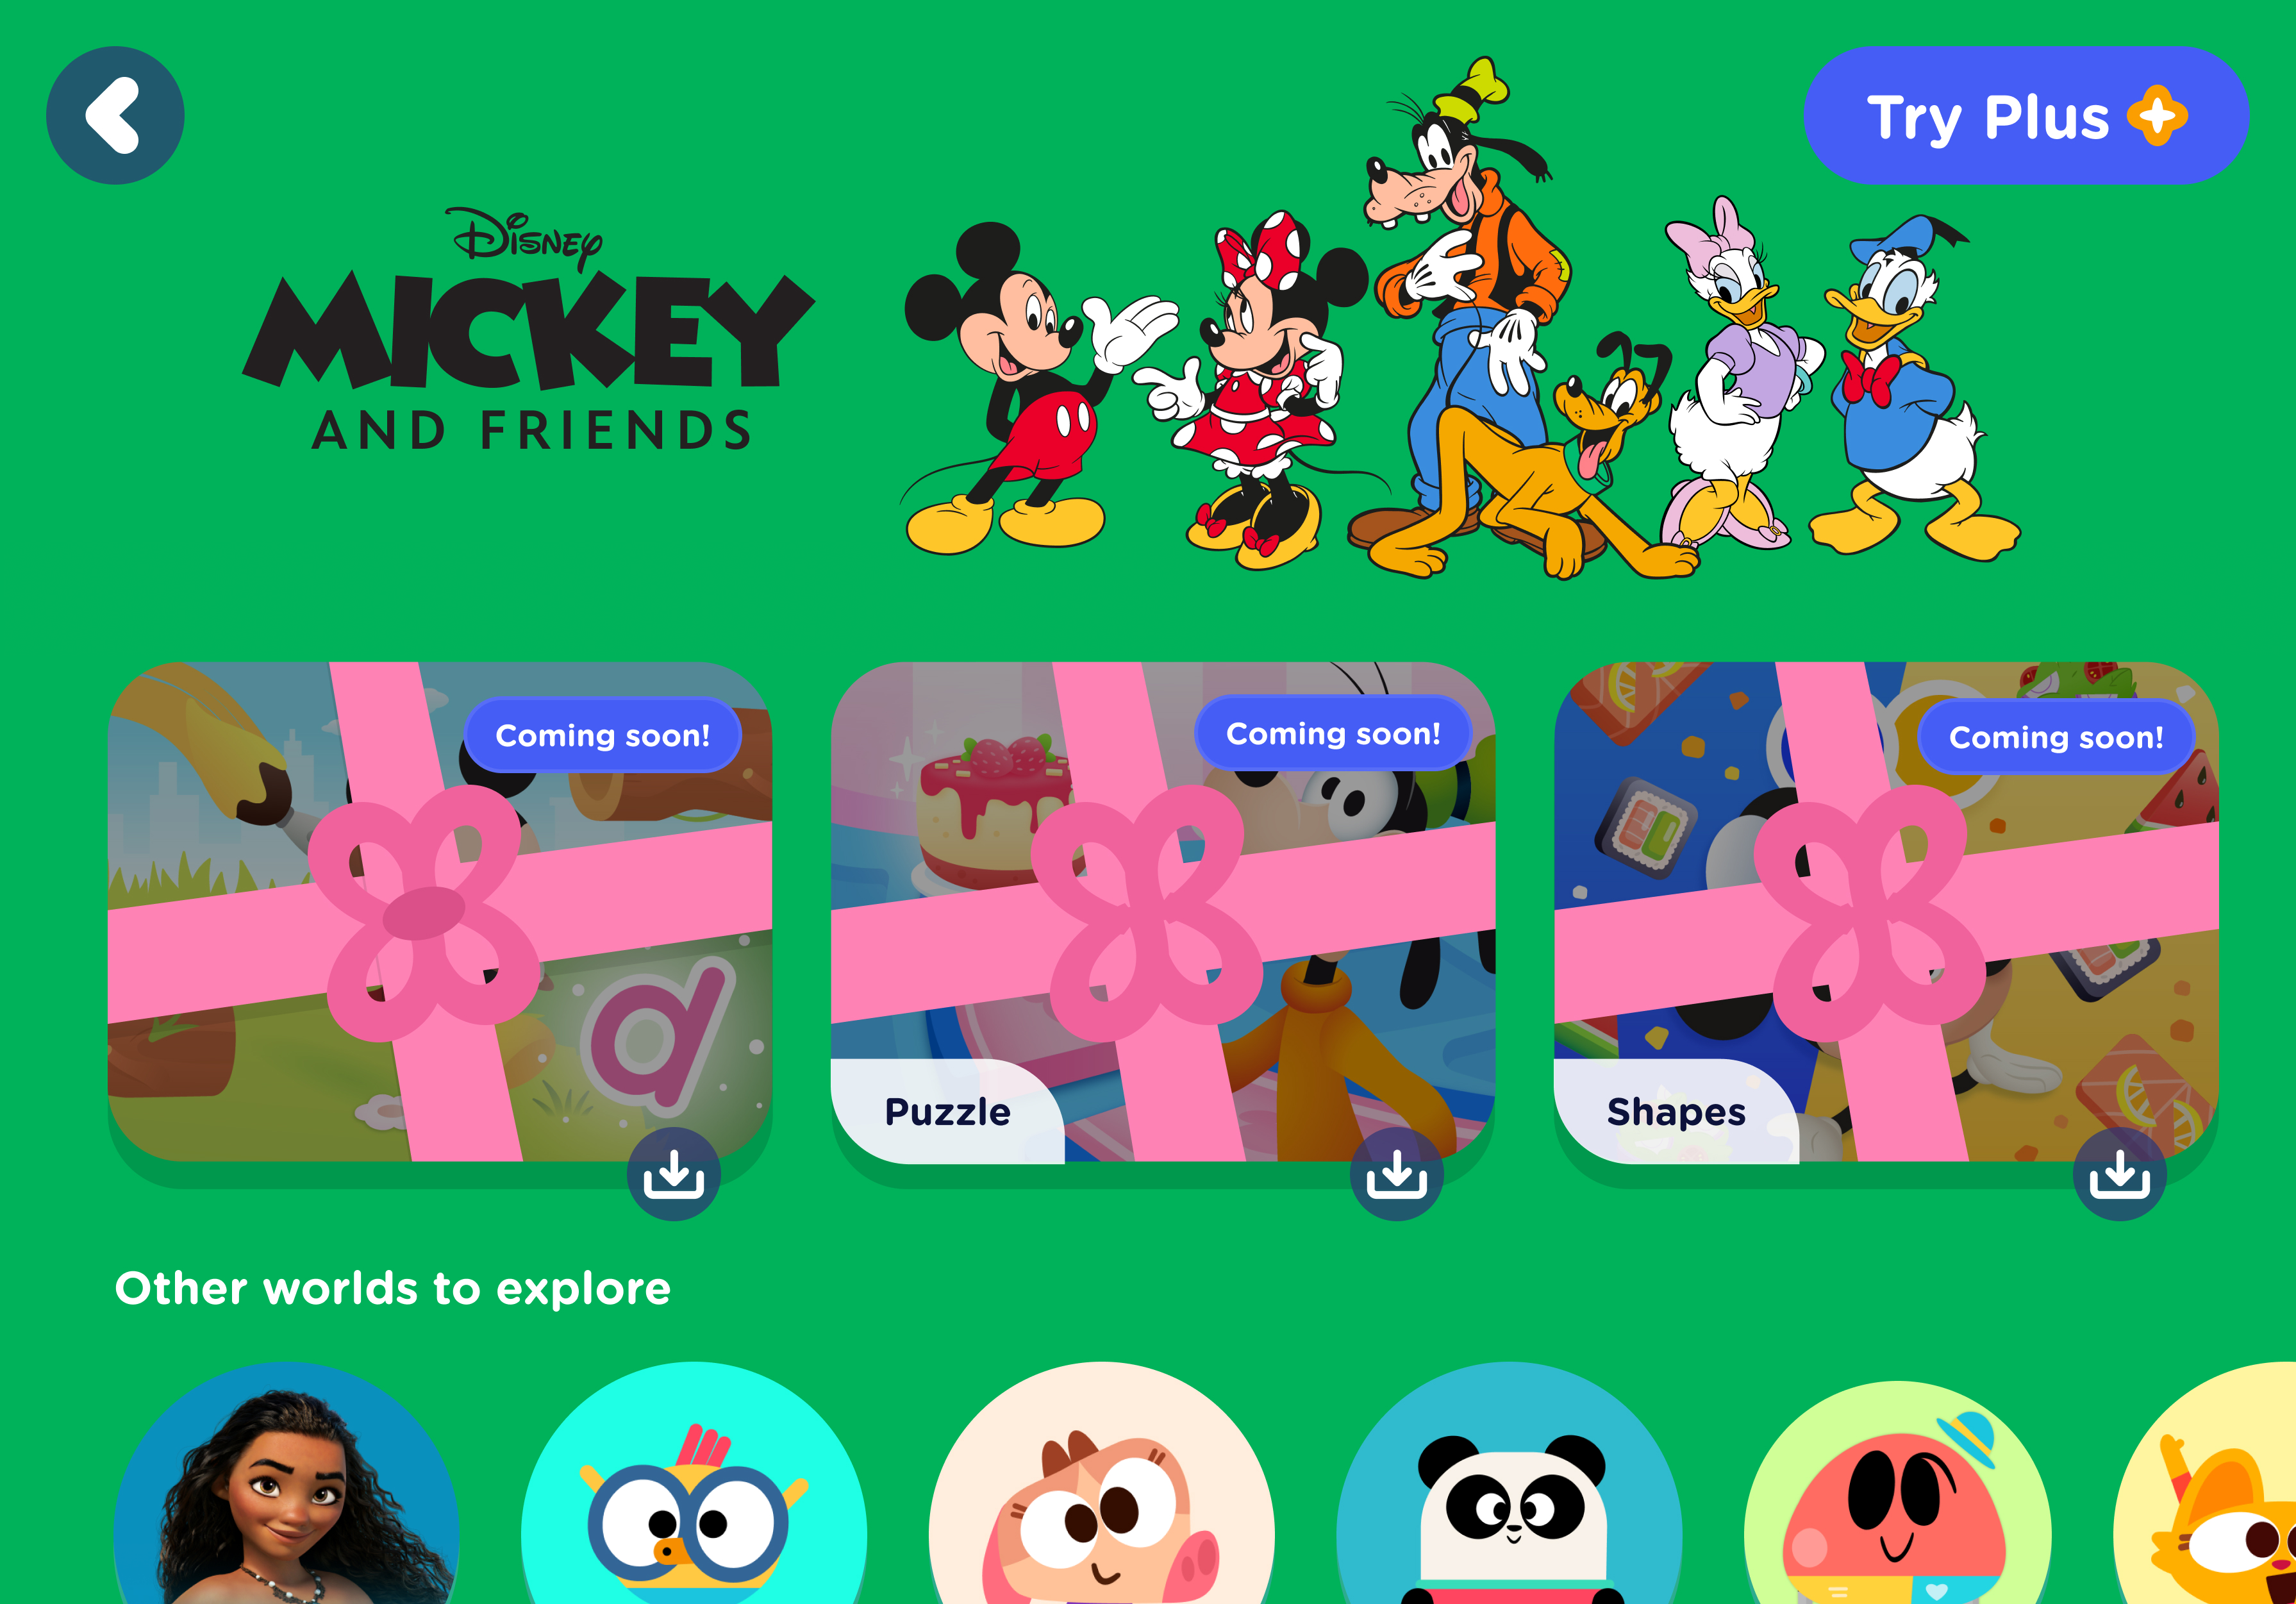 Try Plus
Disney
MICKEY
AND FRIENDS
Coming soon!
Coming soon!
Coming soon!
d
Puzzle
Shapes
Other worlds to explore